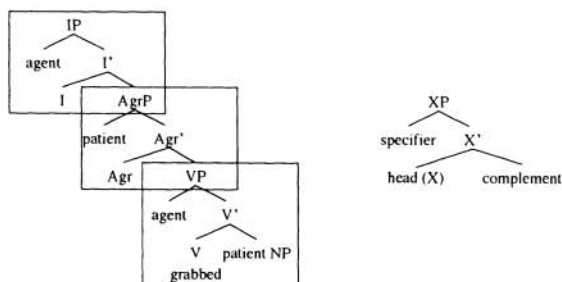 IP
agent I'
I AgrP
patient Agr'
Agr VP
agent V'
V patient NP
grabbed
XP
specifier X'
head (X) complement